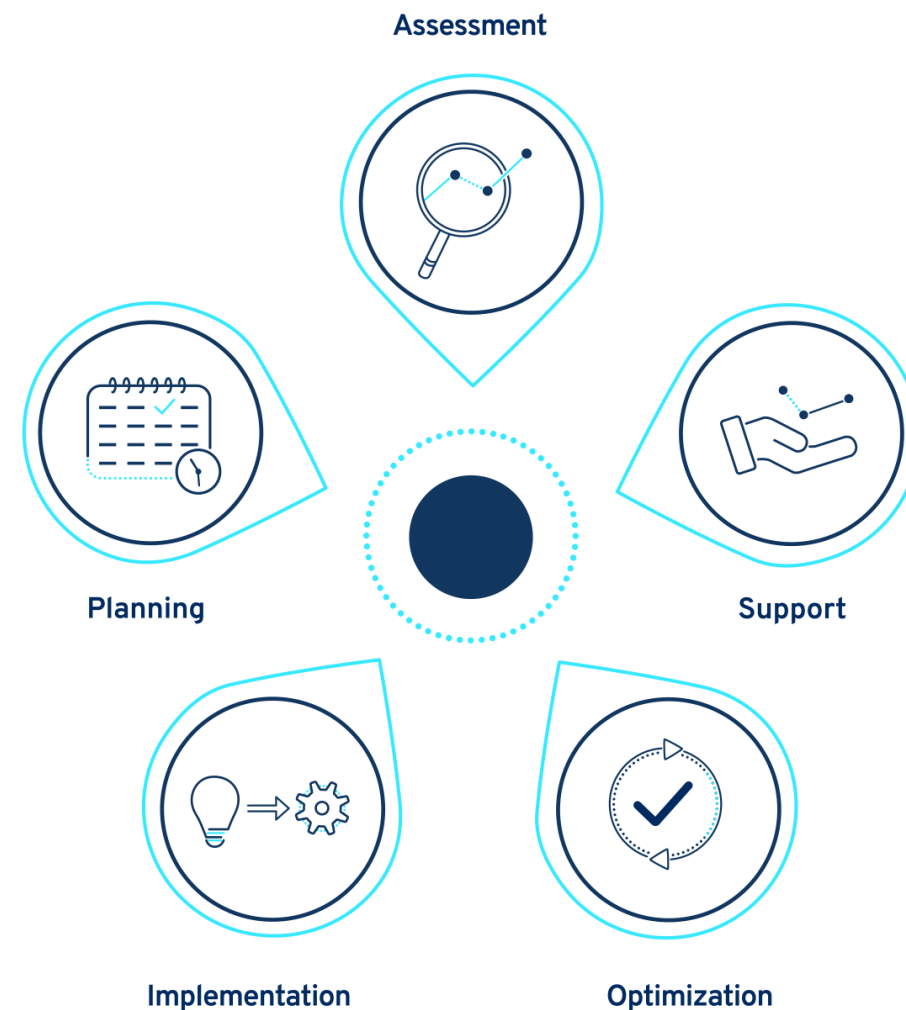 Assessment
Planning
Support
Implementation
Optimization